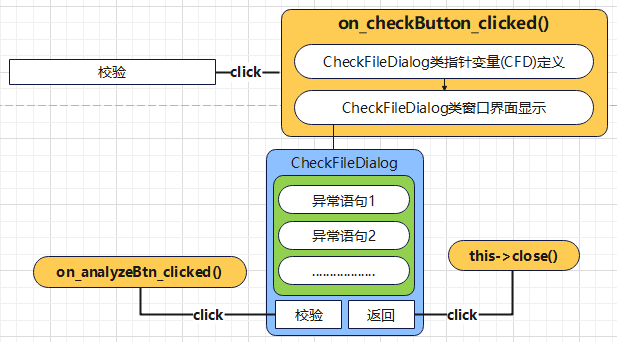 on_checkButton_clicked()
CheckFileDialog类指针变量(CFD)定义
校验
click
CheckFileDialog类窗口界面显示
CheckFileDialog
异常语句1
异常语句2
..................
on_analyzeBtn_clicked()
this->close()
click
校验
返回
click